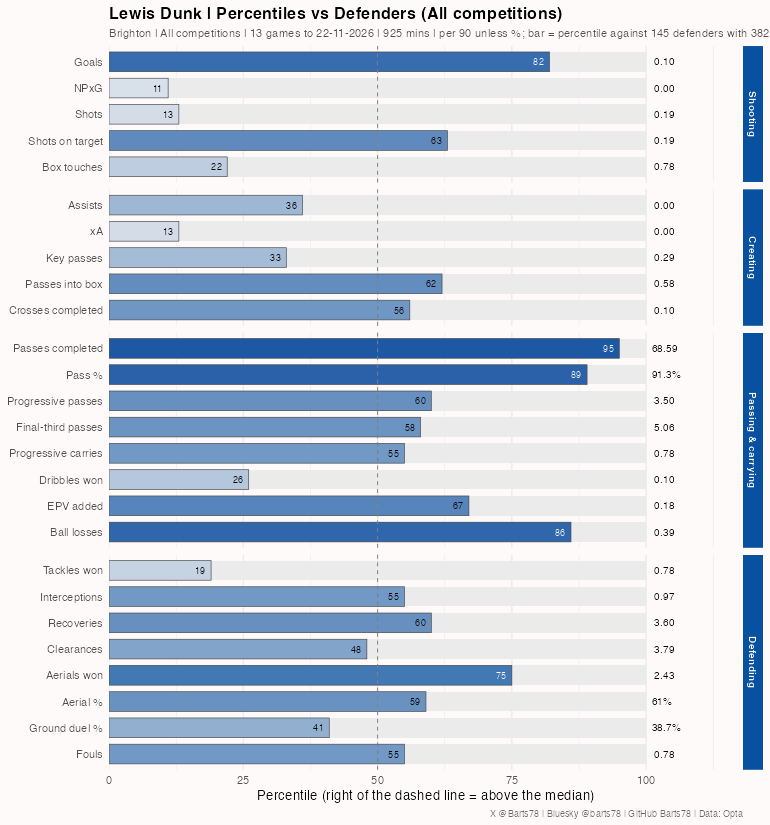 Lewis Dunk | Percentiles vs Defenders (All competitions)
Brighton | All competitions | 13 games to 22-11-2026 | 925 mins | per 90 unless %; bar = percentile against 145 defenders with 382
Goals 82 0.10
NPxG 11 0.00
Shots 13 0.19
Shots on target 63 0.19
Box touches 22 0.78
Shooting
Assists 36 0.00
xA 13 0.00
Key passes 33 0.29
Passes into box 62 0.58
Crosses completed 56 0.10
Creating
Passes completed 95 68.59
Pass % 89 91.3%
Progressive passes 60 3.50
Final-third passes 58 5.06
Progressive carries 55 0.78
Dribbles won 26 0.10
EPV added 67 0.18
Ball losses 86 0.39
Passing & carrying
Tackles won 19 0.78
Interceptions 55 0.97
Recoveries 60 3.60
Clearances 48 3.79
Aerials won 75 2.43
Aerial % 59 61%
Ground duel % 41 38.7%
Fouls 55 0.78
Defending
0 25 50 75 100
Percentile (right of the dashed line = above the median)
X @Barts78 | Bluesky @barts78 | GitHub Barts78 | Data: Opta